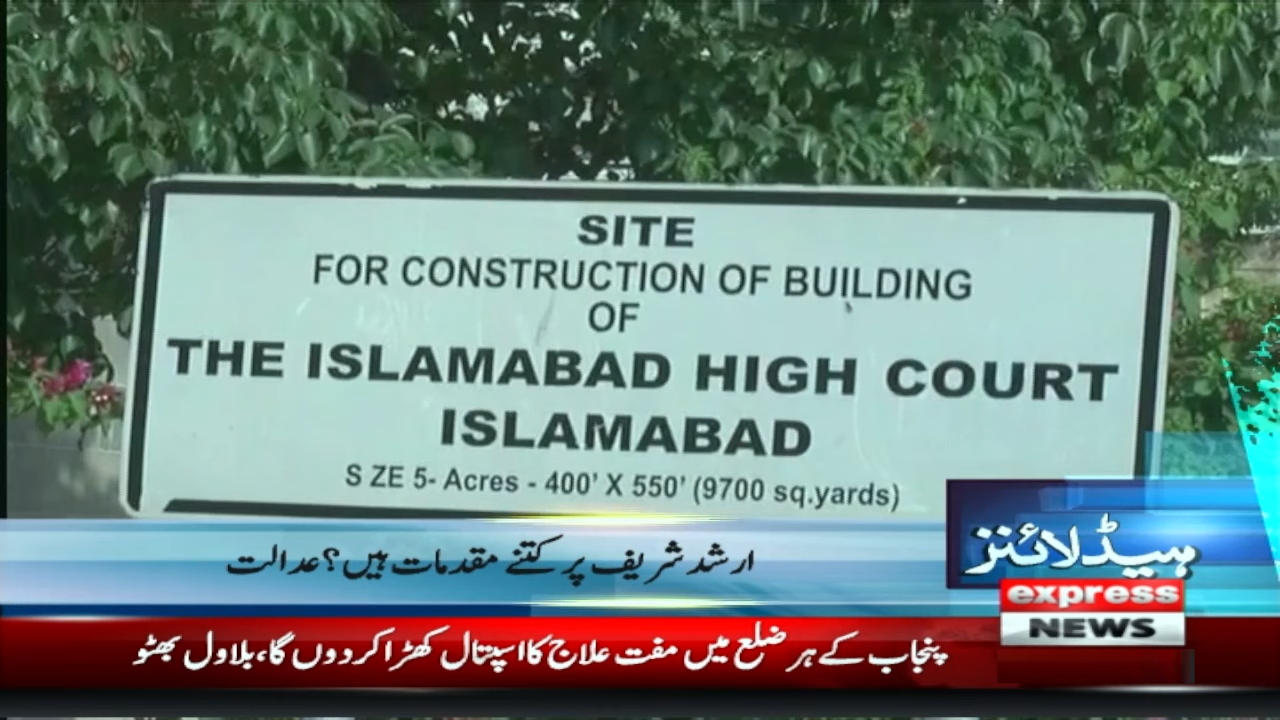 SITE
FOR CONSTRUCTION OF BUILDING
OF
THE ISLAMABAD HIGH COURT
ISLAMABAD
S ZE 5- Acres - 400' X 550' (9700 sq.yards)
ہیڈلائنز
ارشد شریف پر کتنے مقدمات ہیں؟ عدالت
express
NEWS
پنجاب کے ہر ضلع میں مفت علاج کا اسپتال کھڑا کردوں گا، بلاول بھٹو